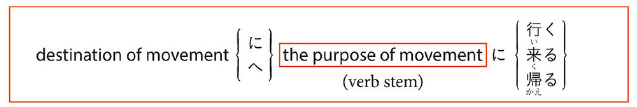 destination of movement { に へ } the purpose of movement に { 行く 来る 帰る }
(verb stem)
い
く
かえ